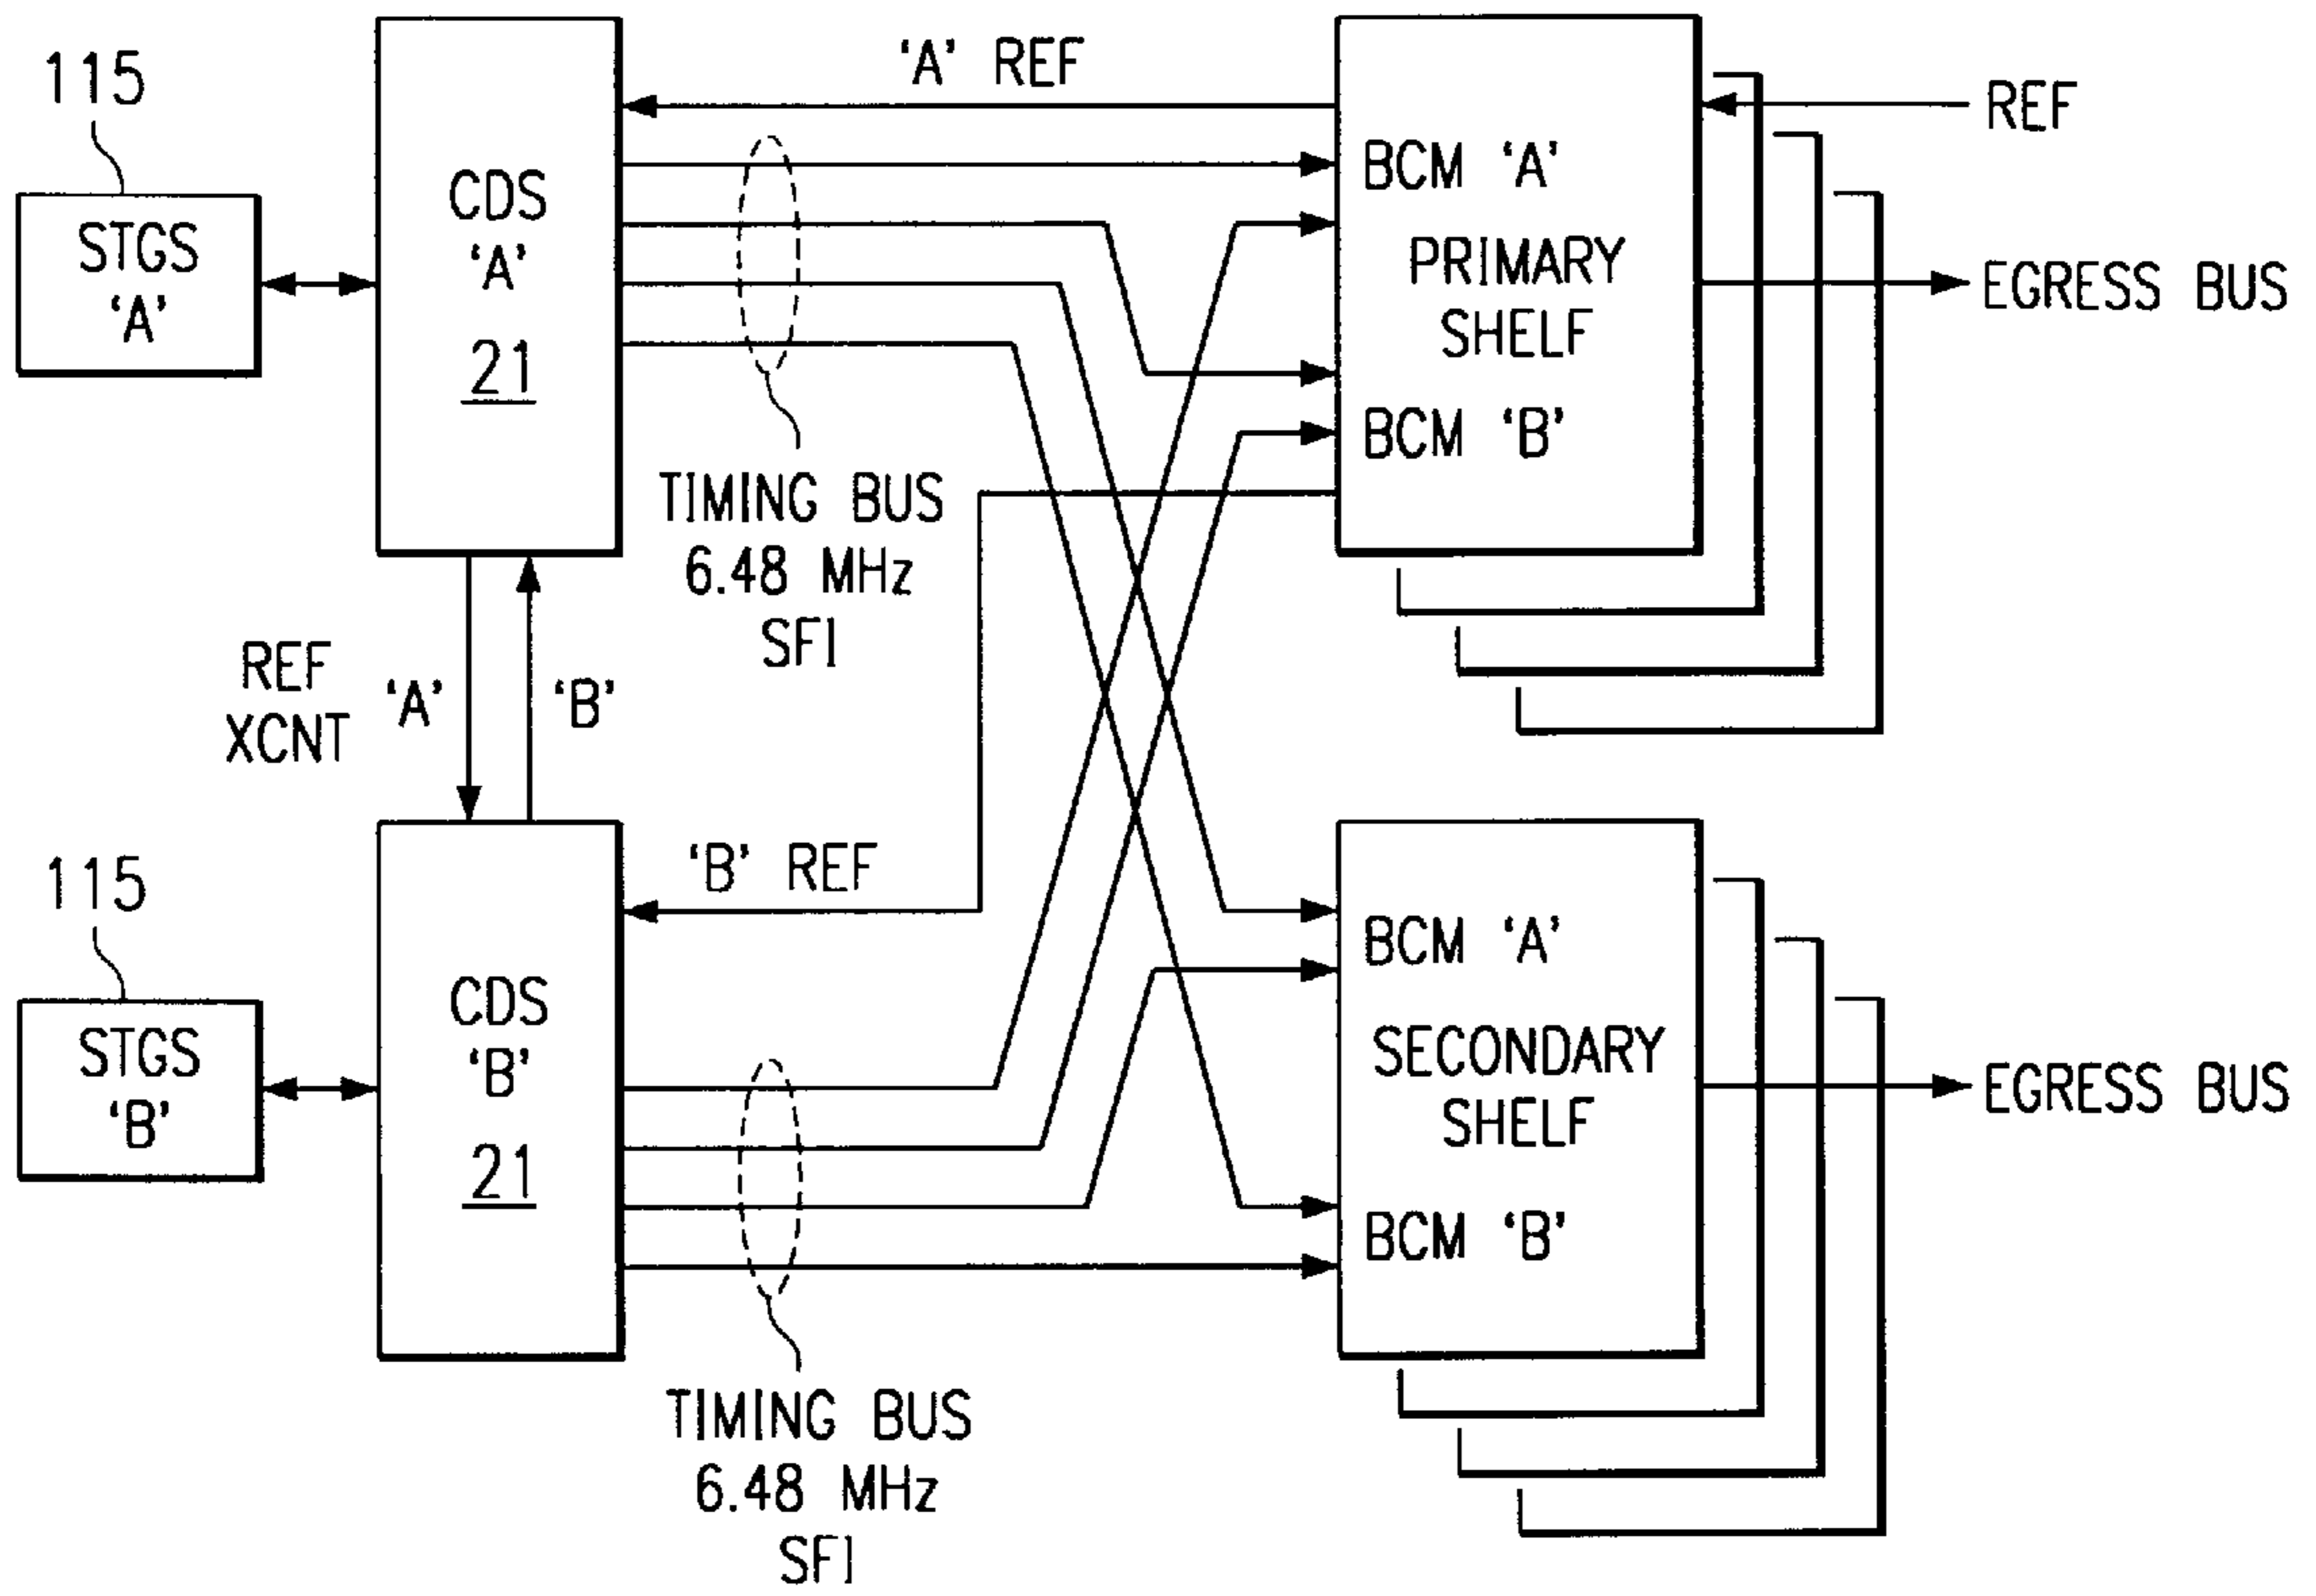 115
STGS
‘A’
CDS
‘A’
21
‘A’ REF
BCM ‘A’
PRIMARY
SHELF
BCM ‘B’
REF
EGRESS BUS
TIMING BUS
6.48 MHz
SFI
REF
XCNT
‘A’
‘B’
115
STGS
‘B’
CDS
‘B’
21
‘B’ REF
BCM ‘A’
SECONDARY
SHELF
BCM ‘B’
EGRESS BUS
TIMING BUS
6.48 MHz
SFI